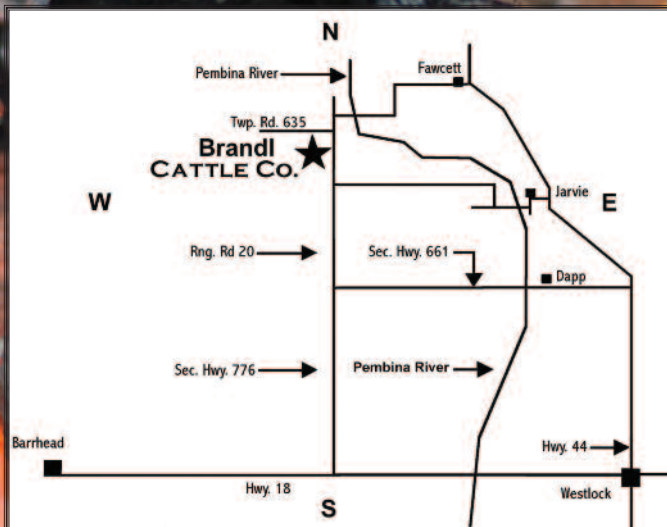 N
Pembina River
Fawcett
Twp. Rd. 635
Brandl
CATTLE CO.
W
Jarvie
E
Rng. Rd 20
Sec. Hwy. 661
Dapp
Sec. Hwy. 776
Pembina River
Barrhead
Hwy. 44
Hwy. 18
Westlock
S